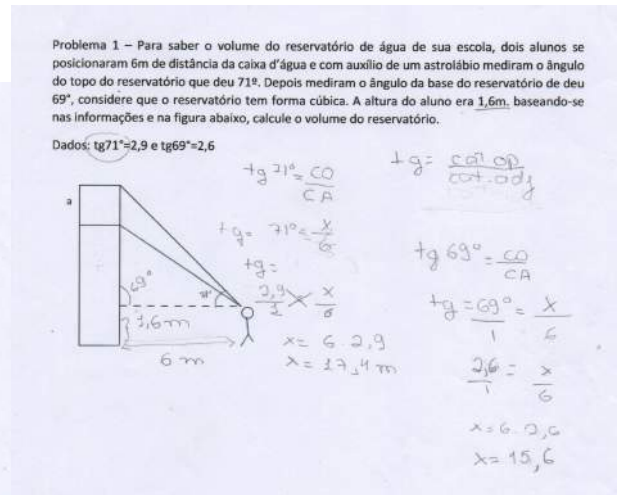 Problema 1 – Para saber o volume do reservatório de água de sua escola, dois alunos se
posicionaram 6m de distância da caixa d'água e com auxílio de um astrolábio mediram o ângulo
do topo do reservatório que deu 71º. Depois mediram o ângulo da base do reservatório de deu
69°, considere que o reservatório tem forma cúbica. A altura do aluno era 1,6m. baseando-se
nas informações e na figura abaixo, calcule o volume do reservatório.
Dados: tg71°=2,9 e tg69°=2,6
a
69°
71°
1,6m
6 m
tg 71° = CO
CA
tg = 71° = x
6
tg =
2,9 x
1 6
x = 6 2,9
x = 17,4 m
tg = cat op
cat. adj
tg 69° = CO
CA
tg = 69° = x
1 6
2,6 = x
1 6
x = 6 . 2,6
x = 15,6